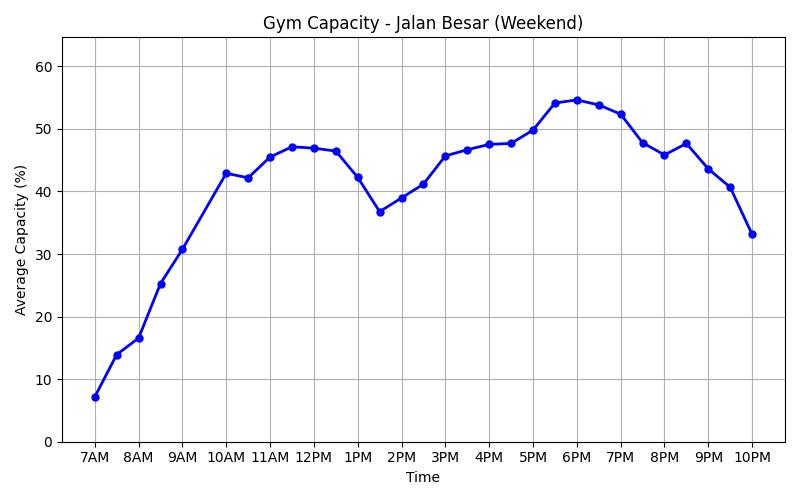 Gym Capacity - Jalan Besar (Weekend)
Average Capacity (%)
60
50
40
30
20
10
0
7AM 8AM 9AM 10AM 11AM 12PM 1PM 2PM 3PM 4PM 5PM 6PM 7PM 8PM 9PM 10PM
Time